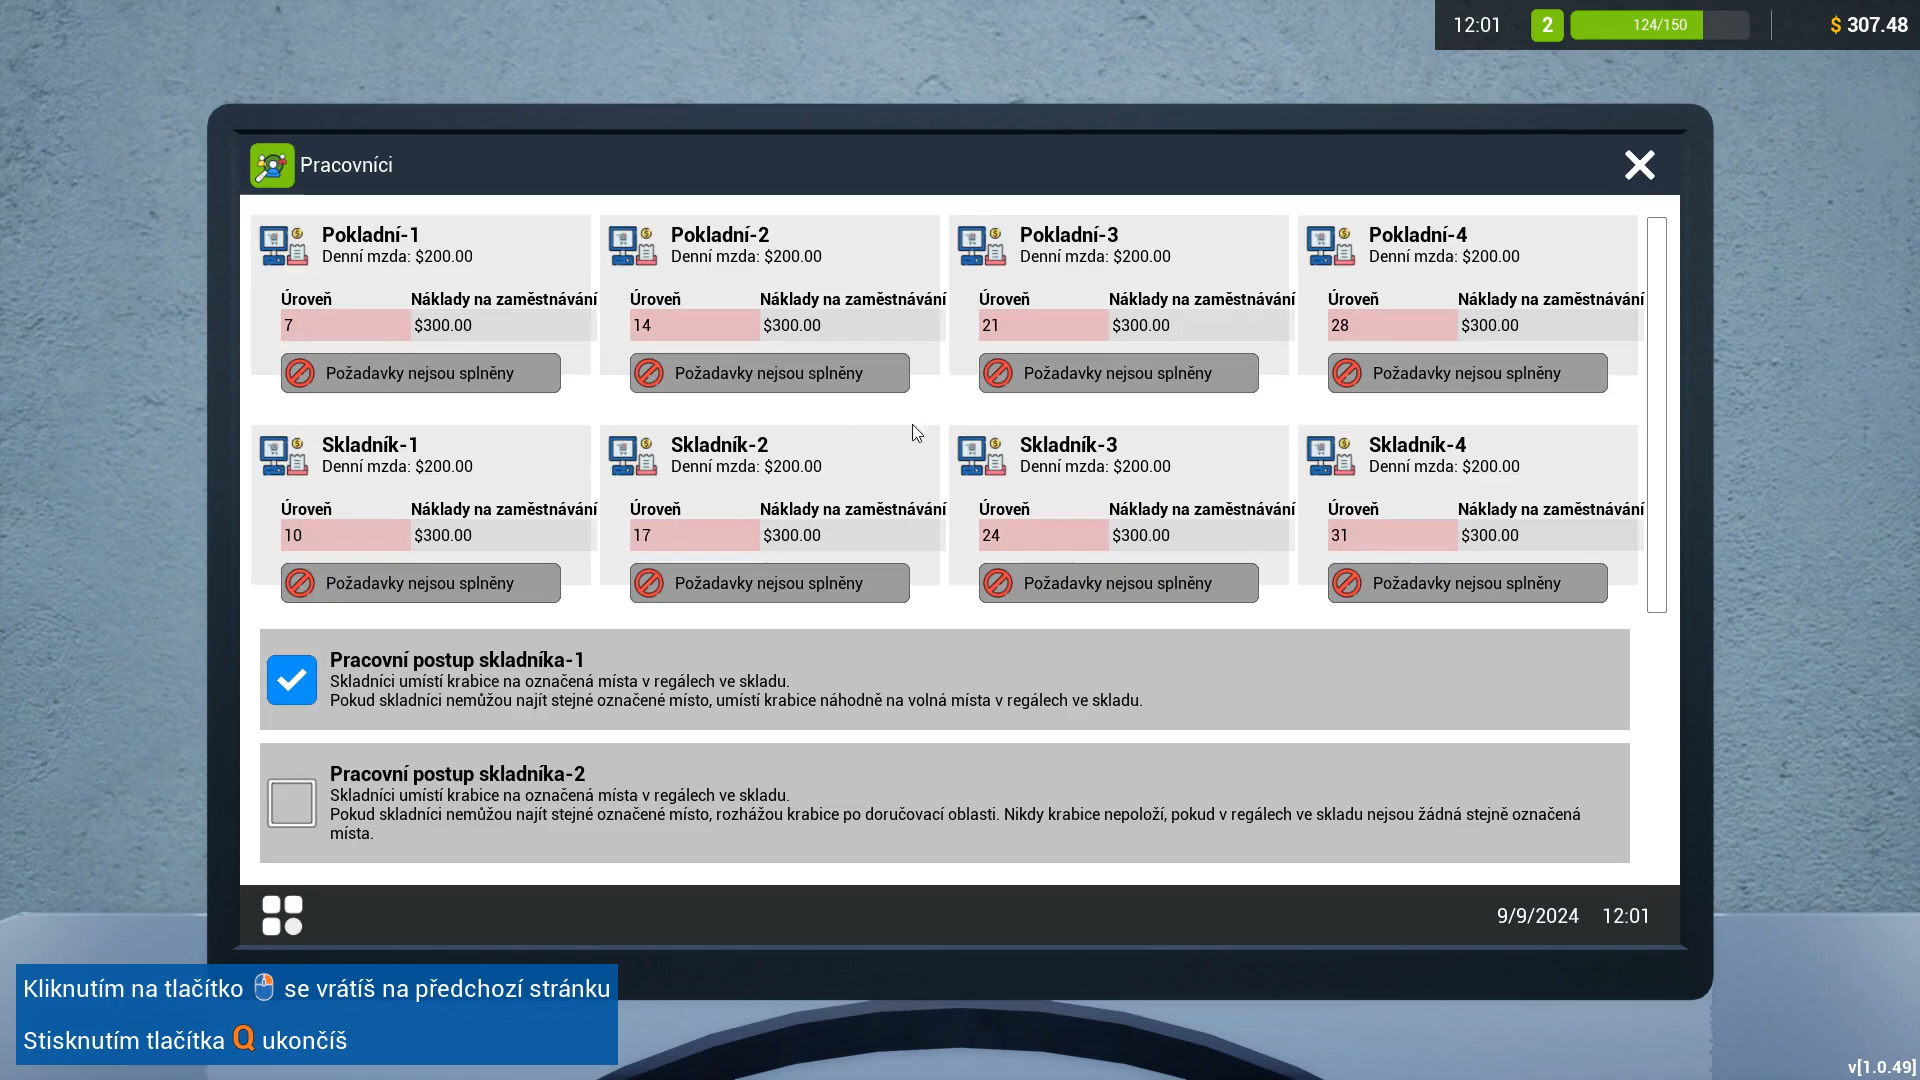 12:01 2 124/150 $ 307.48
Pracovníci
Pokladní-1
Denní mzda: $200.00
Úroveň Náklady na zaměstnávání
7 $300.00
Požadavky nejsou splněny
Pokladní-2
Denní mzda: $200.00
Úroveň Náklady na zaměstnávání
14 $300.00
Požadavky nejsou splněny
Pokladní-3
Denní mzda: $200.00
Úroveň Náklady na zaměstnávání
21 $300.00
Požadavky nejsou splněny
Pokladní-4
Denní mzda: $200.00
Úroveň Náklady na zaměstnávání
28 $300.00
Požadavky nejsou splněny
Skladník-1
Denní mzda: $200.00
Úroveň Náklady na zaměstnávání
10 $300.00
Požadavky nejsou splněny
Skladník-2
Denní mzda: $200.00
Úroveň Náklady na zaměstnávání
17 $300.00
Požadavky nejsou splněny
Skladník-3
Denní mzda: $200.00
Úroveň Náklady na zaměstnávání
24 $300.00
Požadavky nejsou splněny
Skladník-4
Denní mzda: $200.00
Úroveň Náklady na zaměstnávání
31 $300.00
Požadavky nejsou splněny
Pracovní postup skladníka-1
Skladníci umístí krabice na označená místa v regálech ve skladu.
Pokud skladníci nemůžou najít stejné označené místo, umístí krabice náhodně na volná místa v regálech ve skladu.
Pracovní postup skladníka-2
Skladníci umístí krabice na označená místa v regálech ve skladu.
Pokud skladníci nemůžou najít stejné označené místo, rozhážou krabice po doručovací oblasti. Nikdy krabice nepoloží, pokud v regálech ve skladu nejsou žádná stejně označená
místa.
9/9/2024 12:01
Kliknutím na tlačítko se vrátíš na předchozí stránku
Stisknutím tlačítka Q ukončíš
v[1.0.49]